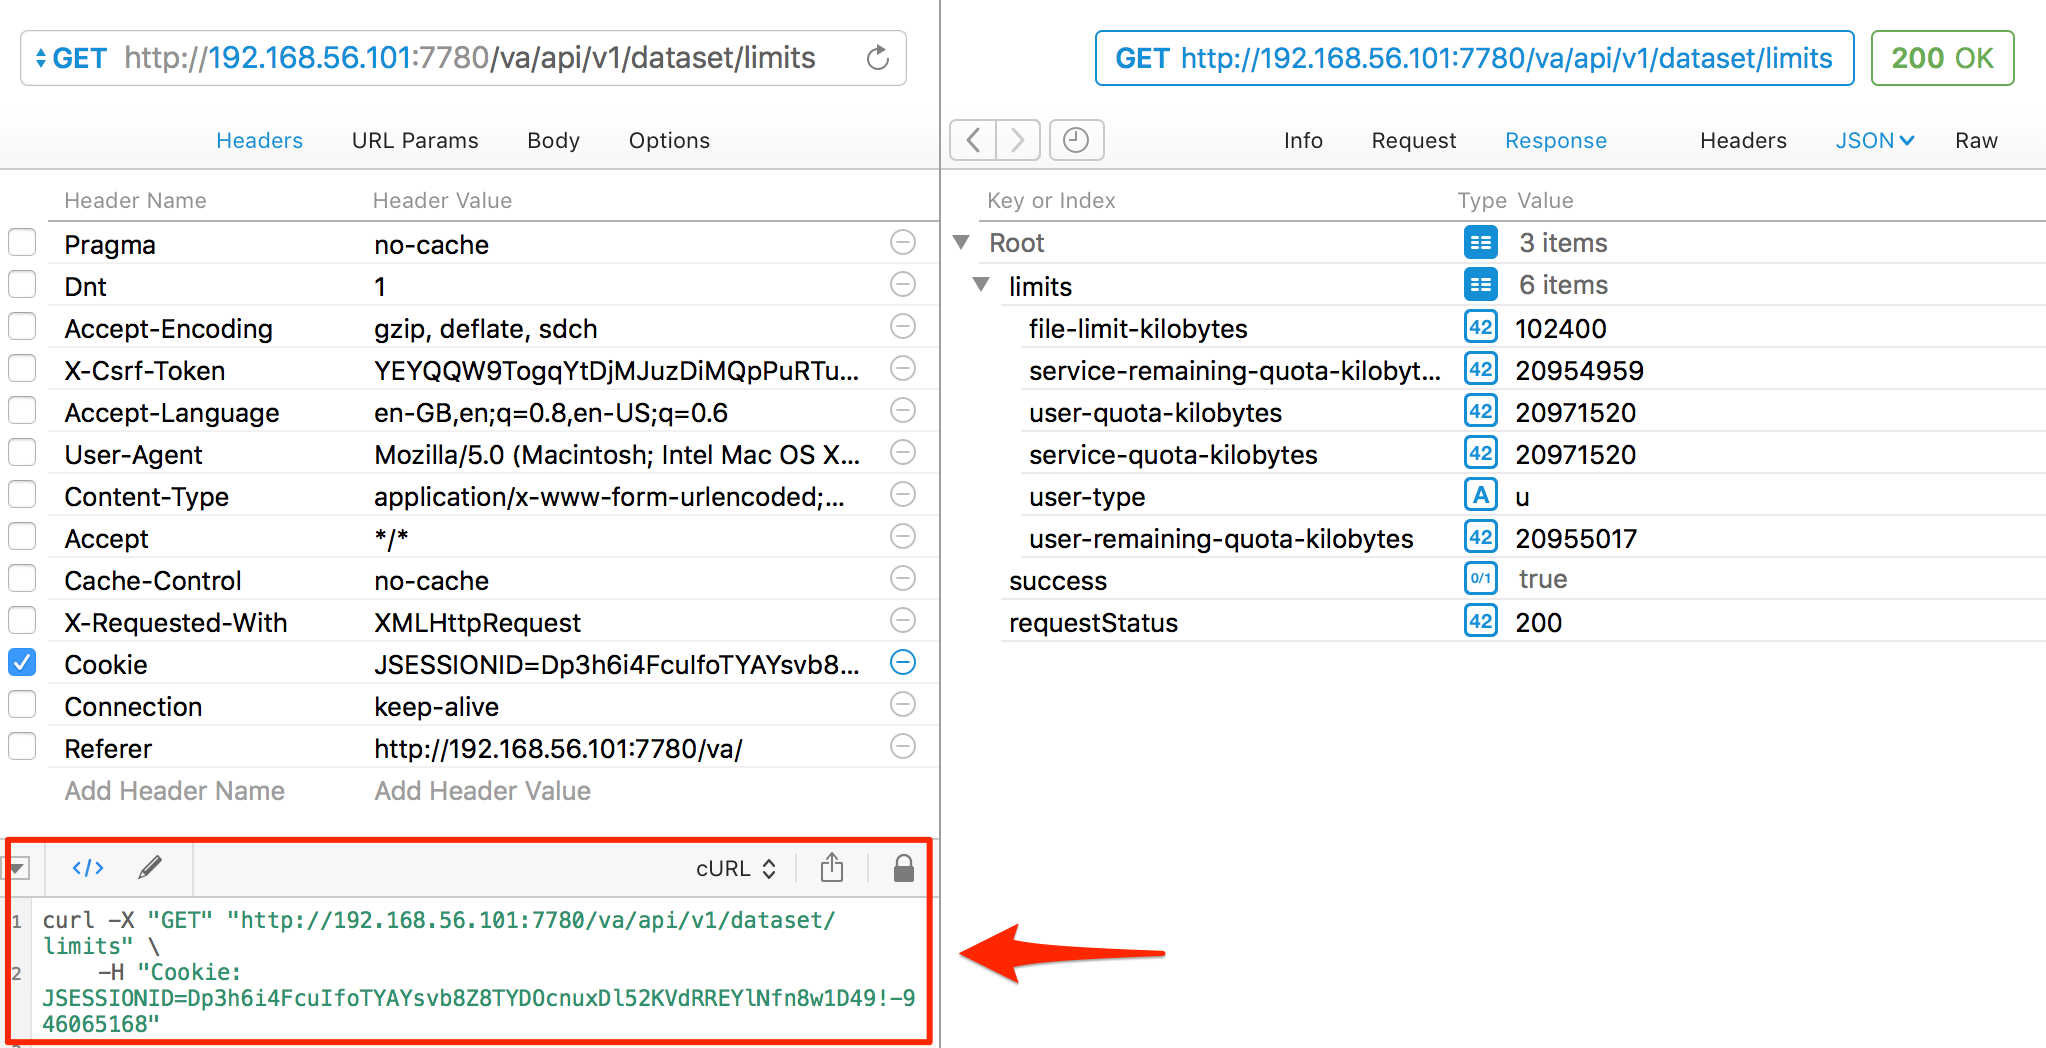 GET http://192.168.56.101:7780/va/api/v1/dataset/limits
Headers URL Params Body Options
Header Name Header Value
Pragma no-cache
Dnt 1
Accept-Encoding gzip, deflate, sdch
X-Csrf-Token YEYQQW9TogqYtDjMJuzDiMQpPuRTu...
Accept-Language en-GB,en;q=0.8,en-US;q=0.6
User-Agent Mozilla/5.0 (Macintosh; Intel Mac OS X...
Content-Type application/x-www-form-urlencoded;...
Accept */*
Cache-Control no-cache
X-Requested-With XMLHttpRequest
Cookie JSESSIONID=Dp3h6i4FcuIfoTYAYsvb8...
Connection keep-alive
Referer http://192.168.56.101:7780/va/
Add Header Name Add Header Value
</> cURL
1 curl -X "GET" "http://192.168.56.101:7780/va/api/v1/dataset/
limits" \
2 -H "Cookie:
JSESSIONID=Dp3h6i4FcuIfoTYAYsvb8Z8TYDOcnuxDl52KVdRREYlNfn8w1D49!-9
46065168"
GET http://192.168.56.101:7780/va/api/v1/dataset/limits 200 OK
Info Request Response Headers JSON Raw
Key or Index Type Value
Root 3 items
limits 6 items
file-limit-kilobytes 42 102400
service-remaining-quota-kilobyt... 42 20954959
user-quota-kilobytes 42 20971520
service-quota-kilobytes 42 20971520
user-type A u
user-remaining-quota-kilobytes 42 20955017
success 0/1 true
requestStatus 42 200